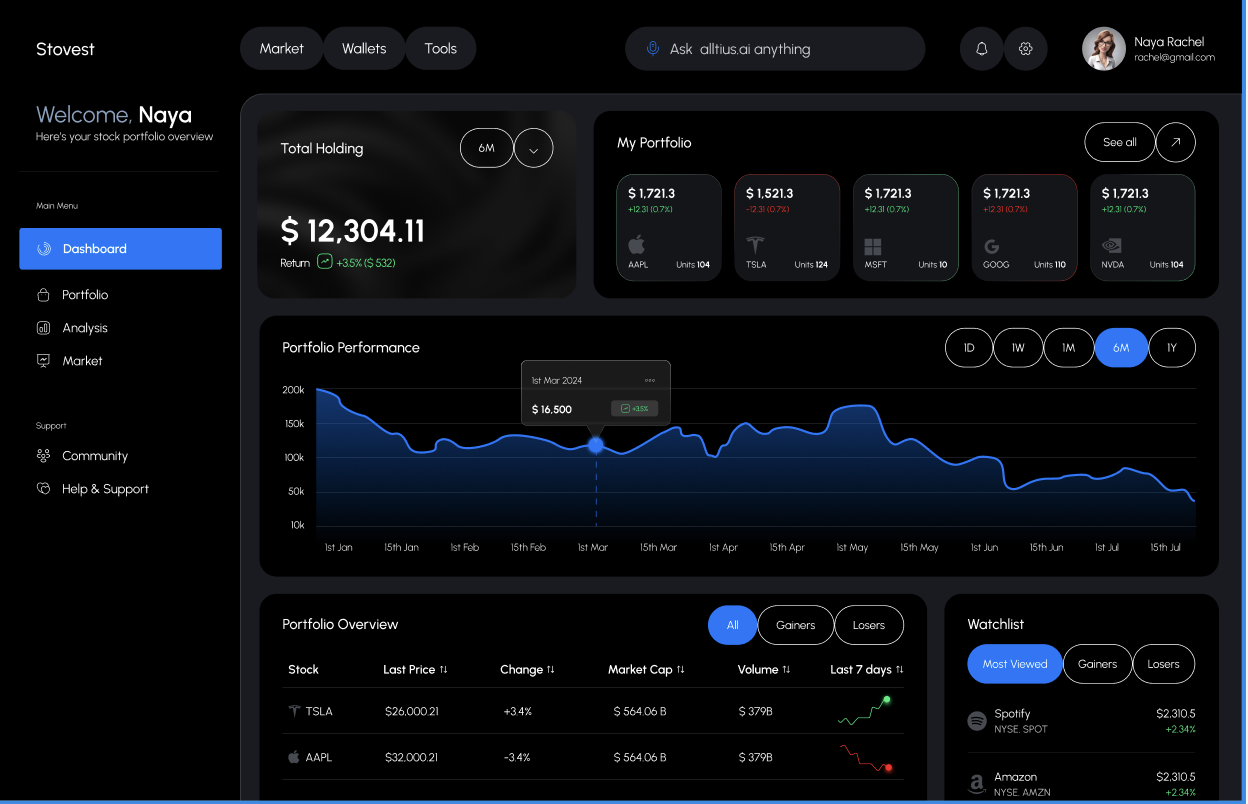 Stovest
Market
Wallets
Tools
Ask alltius.ai anything
Naya Rachel
rachel@gmail.com
Welcome, Naya
Here's your stock portfolio overview
Main Menu
Dashboard
Portfolio
Analysis
Market
Support
Community
Help & Support
Total Holding
6M
$ 12,304.11
Return +3.5% ($ 532)
My Portfolio
See all
$ 1,721.3
+12.31 (0.7%)
AAPL Units 104
$ 1,521.3
-12.31 (0.7%)
TSLA Units 124
$ 1,721.3
+12.31 (0.7%)
MSFT Units 10
$ 1,721.3
+12.31 (0.7%)
GOOG Units 110
$ 1,721.3
+12.31 (0.7%)
NVDA Units 104
Portfolio Performance
1D 1W 1M 6M 1Y
1st Mar 2024
$ 16,500 +3.5%
200k
150k
100k
50k
10k
1st Jan 15th Jan 1st Feb 15th Feb 1st Mar 15th Mar 1st Apr 15th Apr 1st May 15th May 1st Jun 15th Jun 1st Jul 15th Jul
Portfolio Overview
All Gainers Losers
Stock Last Price Change Market Cap Volume Last 7 days
TSLA $26,000.21 +3.4% $ 564.06 B $ 379B
AAPL $32,000.21 -3.4% $ 564.06 B $ 379B
Watchlist
Most Viewed Gainers Losers
Spotify $2,310.5
NYSE. SPOT +2.34%
Amazon $2,310.5
NYSE. AMZN +2.34%